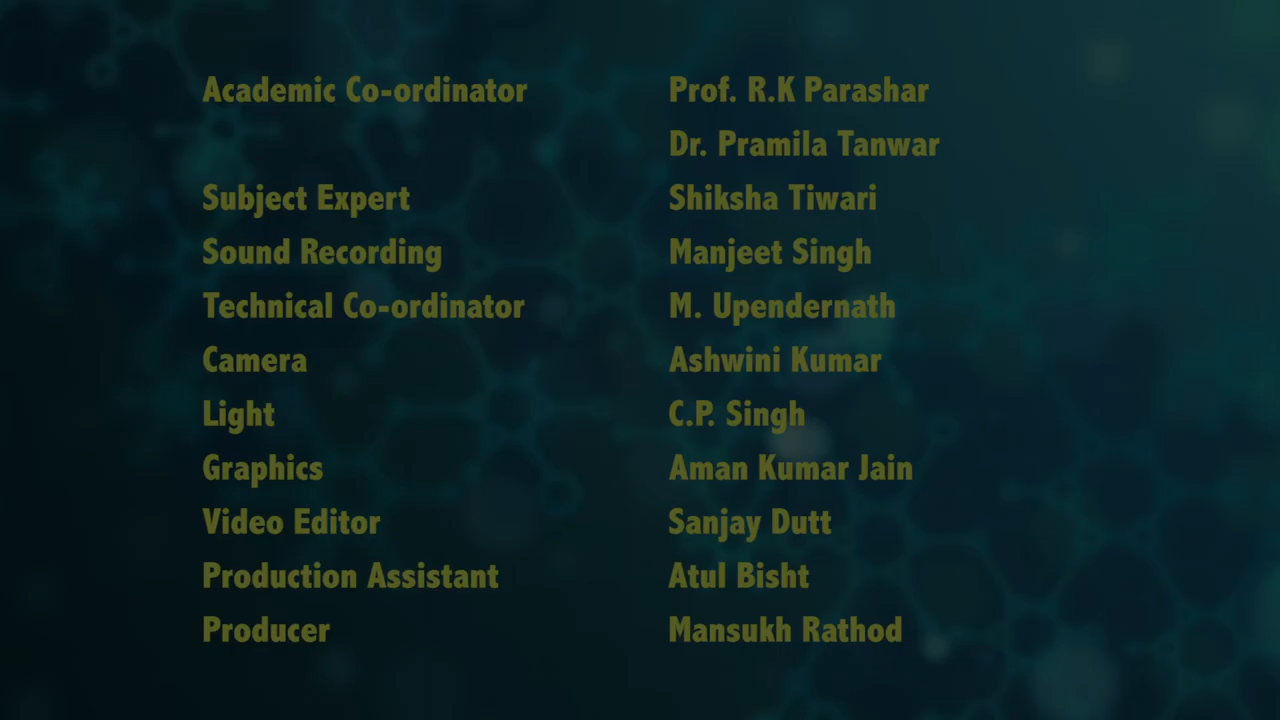 Academic Co-ordinator Prof. R.K Parashar
Dr. Pramila Tanwar
Subject Expert Shiksha Tiwari
Sound Recording Manjeet Singh
Technical Co-ordinator M. Upendernath
Camera Ashwini Kumar
Light C.P. Singh
Graphics Aman Kumar Jain
Video Editor Sanjay Dutt
Production Assistant Atul Bisht
Producer Mansukh Rathod